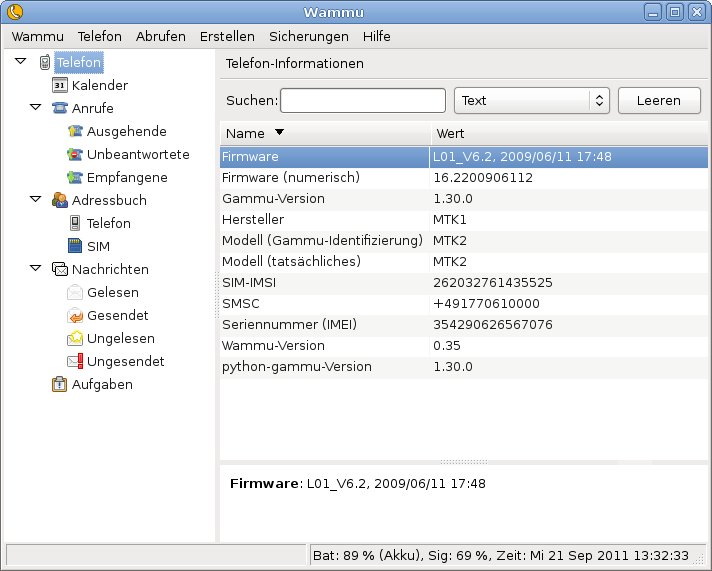 Wammu
Wammu Telefon Abrufen Erstellen Sicherungen Hilfe
Telefon
31 Kalender
Anrufe
Ausgehende
Unbeantwortete
Empfangene
Adressbuch
Telefon
SIM
Nachrichten
Gelesen
Gesendet
Ungelesen
Ungesendet
Aufgaben
Telefon-Informationen
Suchen: Text Leeren
Name Wert
Firmware L01_V6.2, 2009/06/11 17:48
Firmware (numerisch) 16.2200906112
Gammu-Version 1.30.0
Hersteller MTK1
Modell (Gammu-Identifizierung) MTK2
Modell (tatsächliches) MTK2
SIM-IMSI 262032761435525
SMSC +491770610000
Seriennummer (IMEI) 354290626567076
Wammu-Version 0.35
python-gammu-Version 1.30.0
Firmware: L01_V6.2, 2009/06/11 17:48
Bat: 89 % (Akku), Sig: 69 %, Zeit: Mi 21 Sep 2011 13:32:33